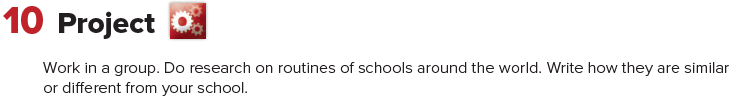 10 Project
Work in a group. Do research on routines of schools around the world. Write how they are similar
or different from your school.